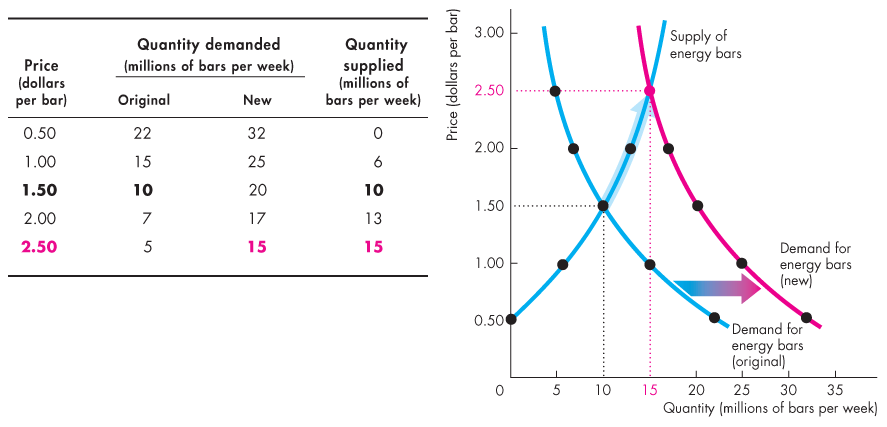 Quantity demanded
(millions of bars per week)
Price
(dollars
per bar)
Original
New
Quantity
supplied
(millions of
bars per week)
0.50 22 32 0
1.00 15 25 6
1.50 10 20 10
2.00 7 17 13
2.50 5 15 15
Price (dollars per bar)
3.00
2.50
2.00
1.50
1.00
0.50
0 5 10 15 20 25 30 35
Quantity (millions of bars per week)
Supply of
energy bars
Demand for
energy bars
(new)
Demand for
energy bars
(original)